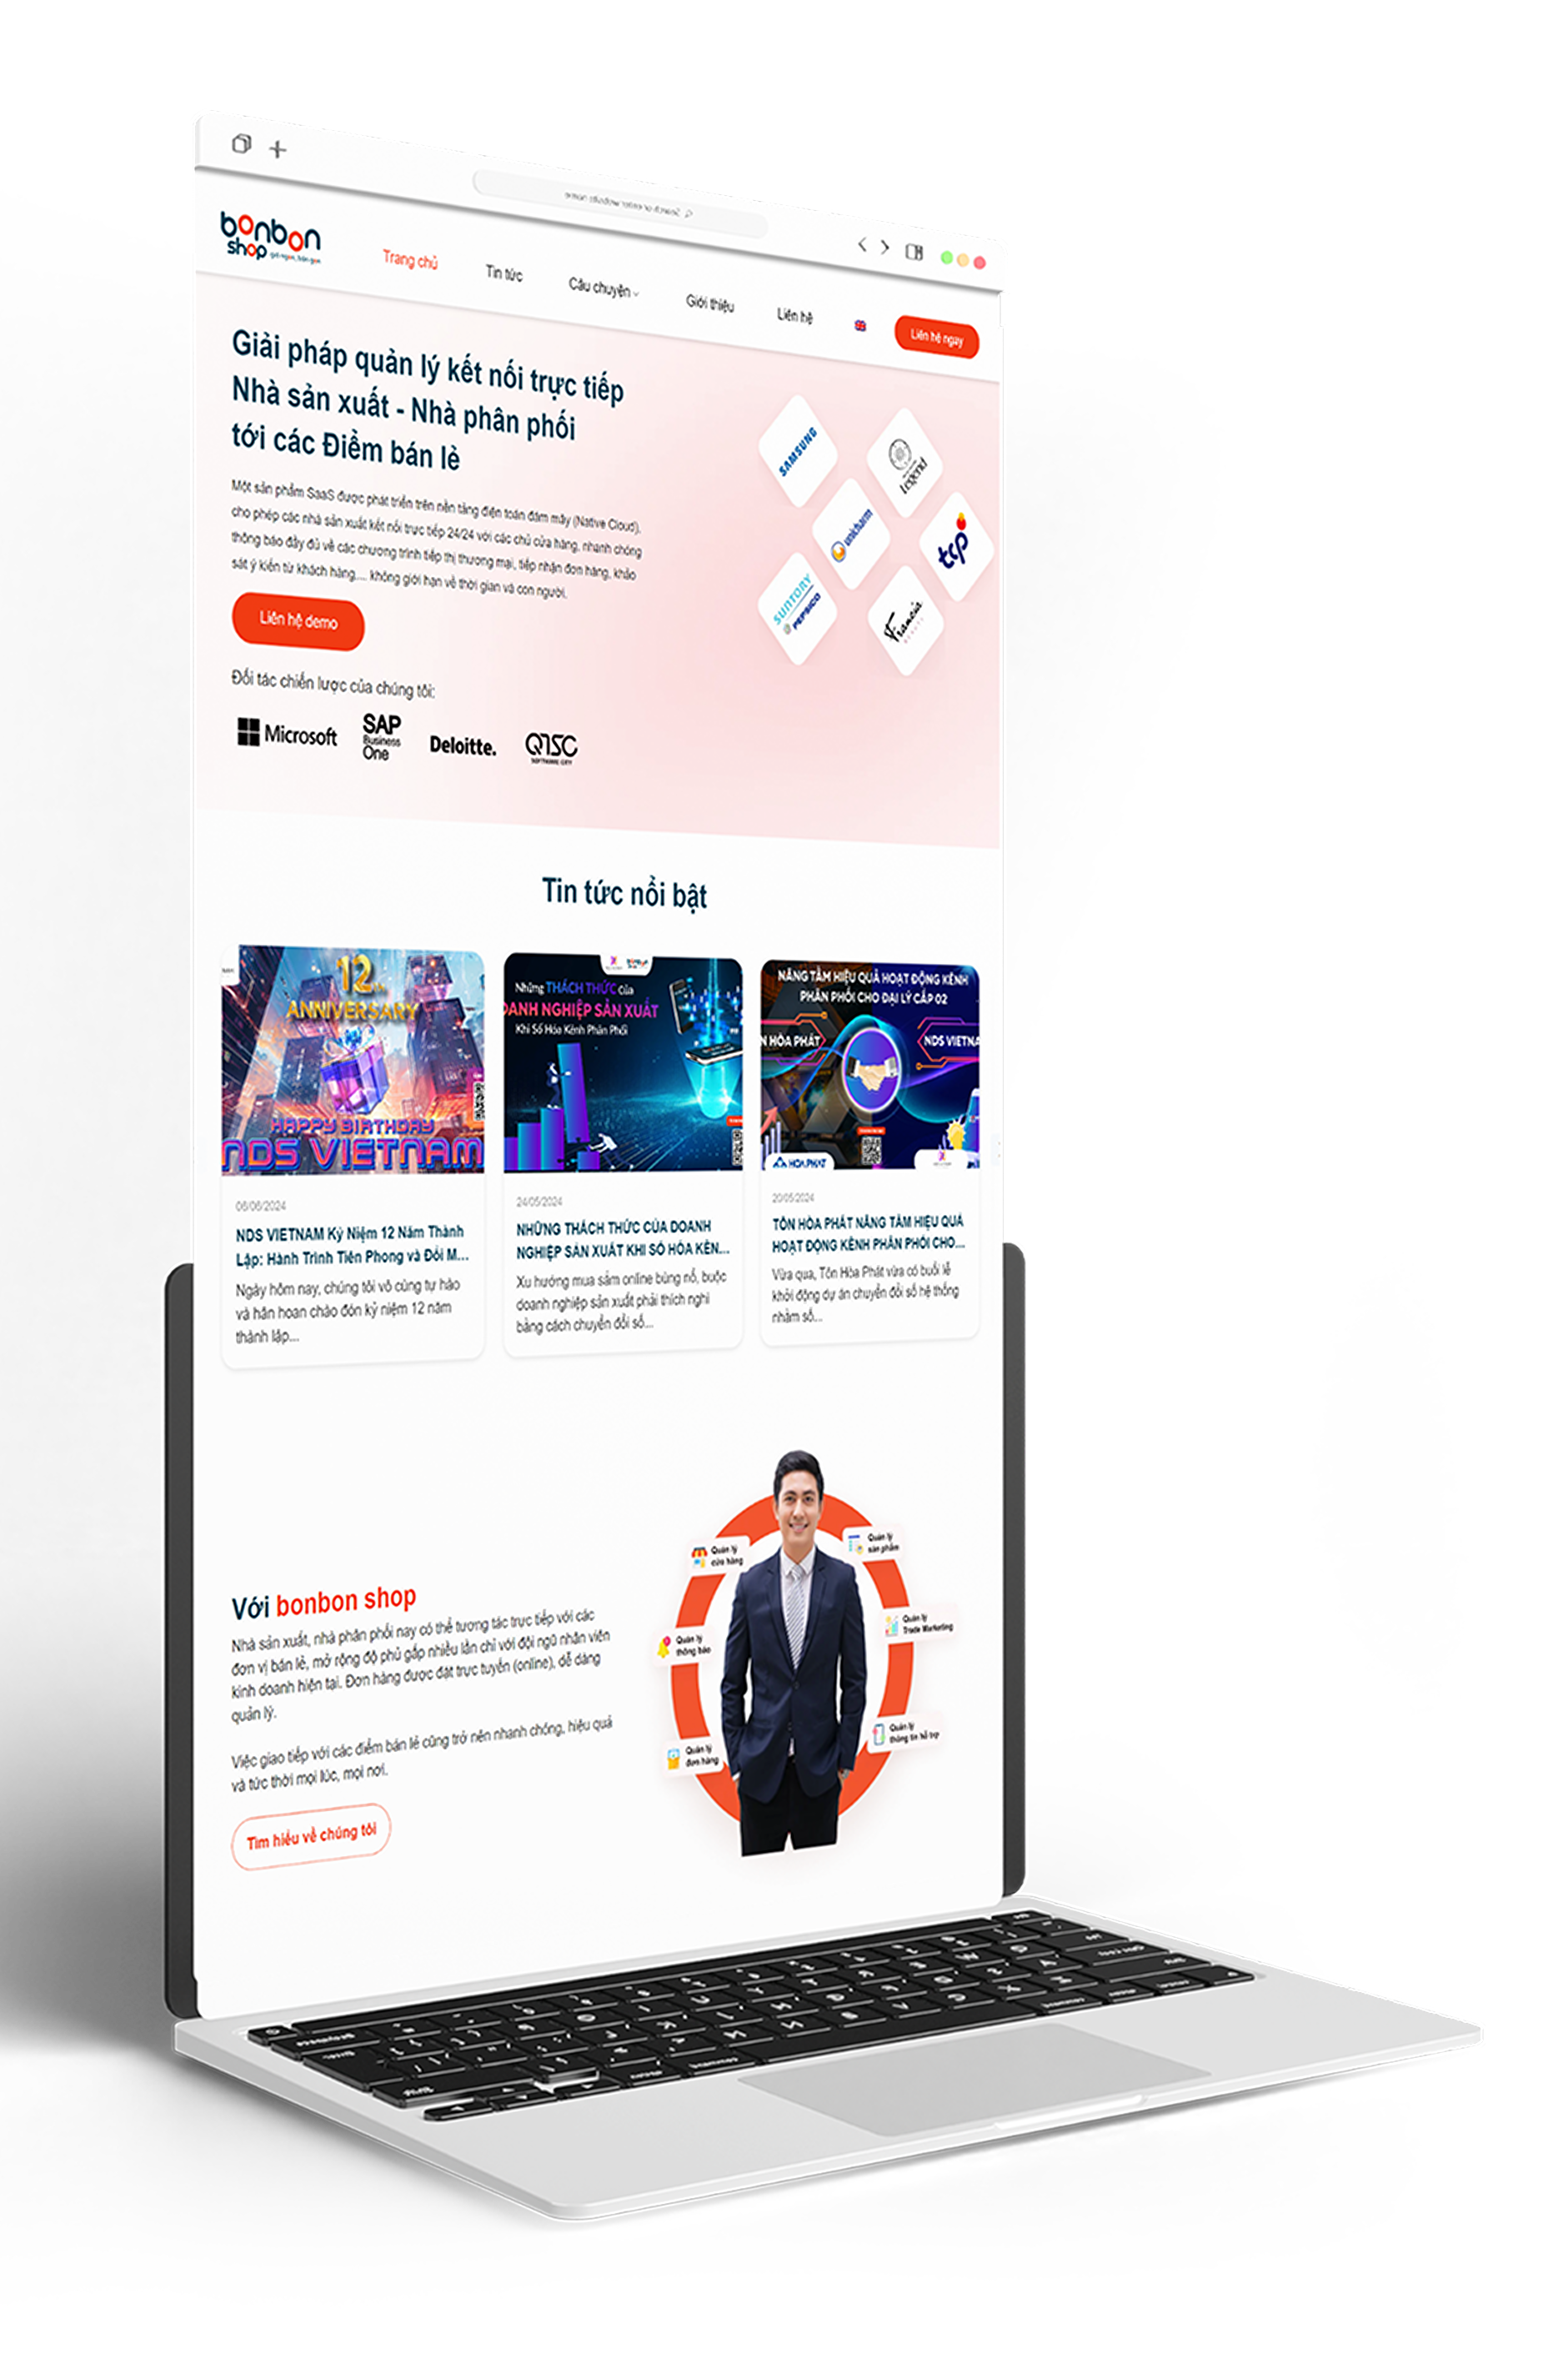 bonbon
shop
Trang chủ
Tin tức
Câu chuyện
Giới thiệu
Liên hệ
Liên hệ ngay
Giải pháp quản lý kết nối trực tiếp
Nhà sản xuất - Nhà phân phối
tới các Điểm bán lẻ
Một sản phẩm SaaS được phát triển trên nền tảng điện toán đám mây (Native Cloud),
cho phép các nhà sản xuất kết nối trực tiếp 24/24 với các chủ cửa hàng, nhanh chóng
thông báo đầy đủ về các chương trình tiếp thị thương mại, tiếp nhận đơn hàng, khảo
sát ý kiến từ khách hàng.... không giới hạn về thời gian và con người.
Liên hệ demo
SAMSUNG
Legend
unicharm
tcp
SUNTORY
PEPSICO
Francia
Đối tác chiến lược của chúng tôi:
Microsoft
SAP
Business
One
Deloitte.
QTSC
SOFTWARE CITY
Tin tức nổi bật
12th
ANNIVERSARY
HAPPY BIRTHDAY
NDS VIETNAM
06/06/2024
NDS VIETNAM Kỷ Niệm 12 Năm Thành
Lập: Hành Trình Tiên Phong và Đổi M...
Ngày hôm nay, chúng tôi vô cùng tự hào
và hân hoan chào đón kỷ niệm 12 năm
thành lập...
Những THÁCH THỨC của
OANH NGHIỆP SẢN XUẤT
Khi Số Hóa Kênh Phân Phối
24/05/2024
NHỮNG THÁCH THỨC CỦA DOANH
NGHIỆP SẢN XUẤT KHI SỐ HÓA KÊN...
Xu hướng mua sắm online bùng nổ, buộc
doanh nghiệp sản xuất phải thích nghi
bằng cách chuyển đổi số...
NÂNG TẦM HIỆU QUẢ HOẠT ĐỘNG KÊNH
PHÂN PHỐI CHO ĐẠI LÝ CẤP 02
N HÒA PHÁT
NDS VIETNA
HOA PHAT
20/05/2024
TÔN HÒA PHÁT NÂNG TẦM HIỆU QUẢ
HOẠT ĐỘNG KÊNH PHÂN PHỐI CHO...
Vừa qua, Tôn Hòa Phát vừa có buổi lễ
khởi động dự án chuyển đổi số hệ thống
nhằm số...
Với bonbon shop
Nhà sản xuất, nhà phân phối nay có thể tương tác trực tiếp với các
đơn vị bán lẻ, mở rộng độ phủ gấp nhiều lần chỉ với đội ngũ nhân viên
kinh doanh hiện tại. Đơn hàng được đặt trực tuyến (online), dễ dàng
quản lý.
Việc giao tiếp với các điểm bán lẻ cũng trở nên nhanh chóng, hiệu quả
và tức thời mọi lúc, mọi nơi.
Tìm hiểu về chúng tôi
Quản lý
cửa hàng
Quản lý
sản phẩm
Quản lý
thông báo
Quản lý
Trade Marketing
Quản lý
đơn hàng
Quản lý
thông tin hỗ trợ